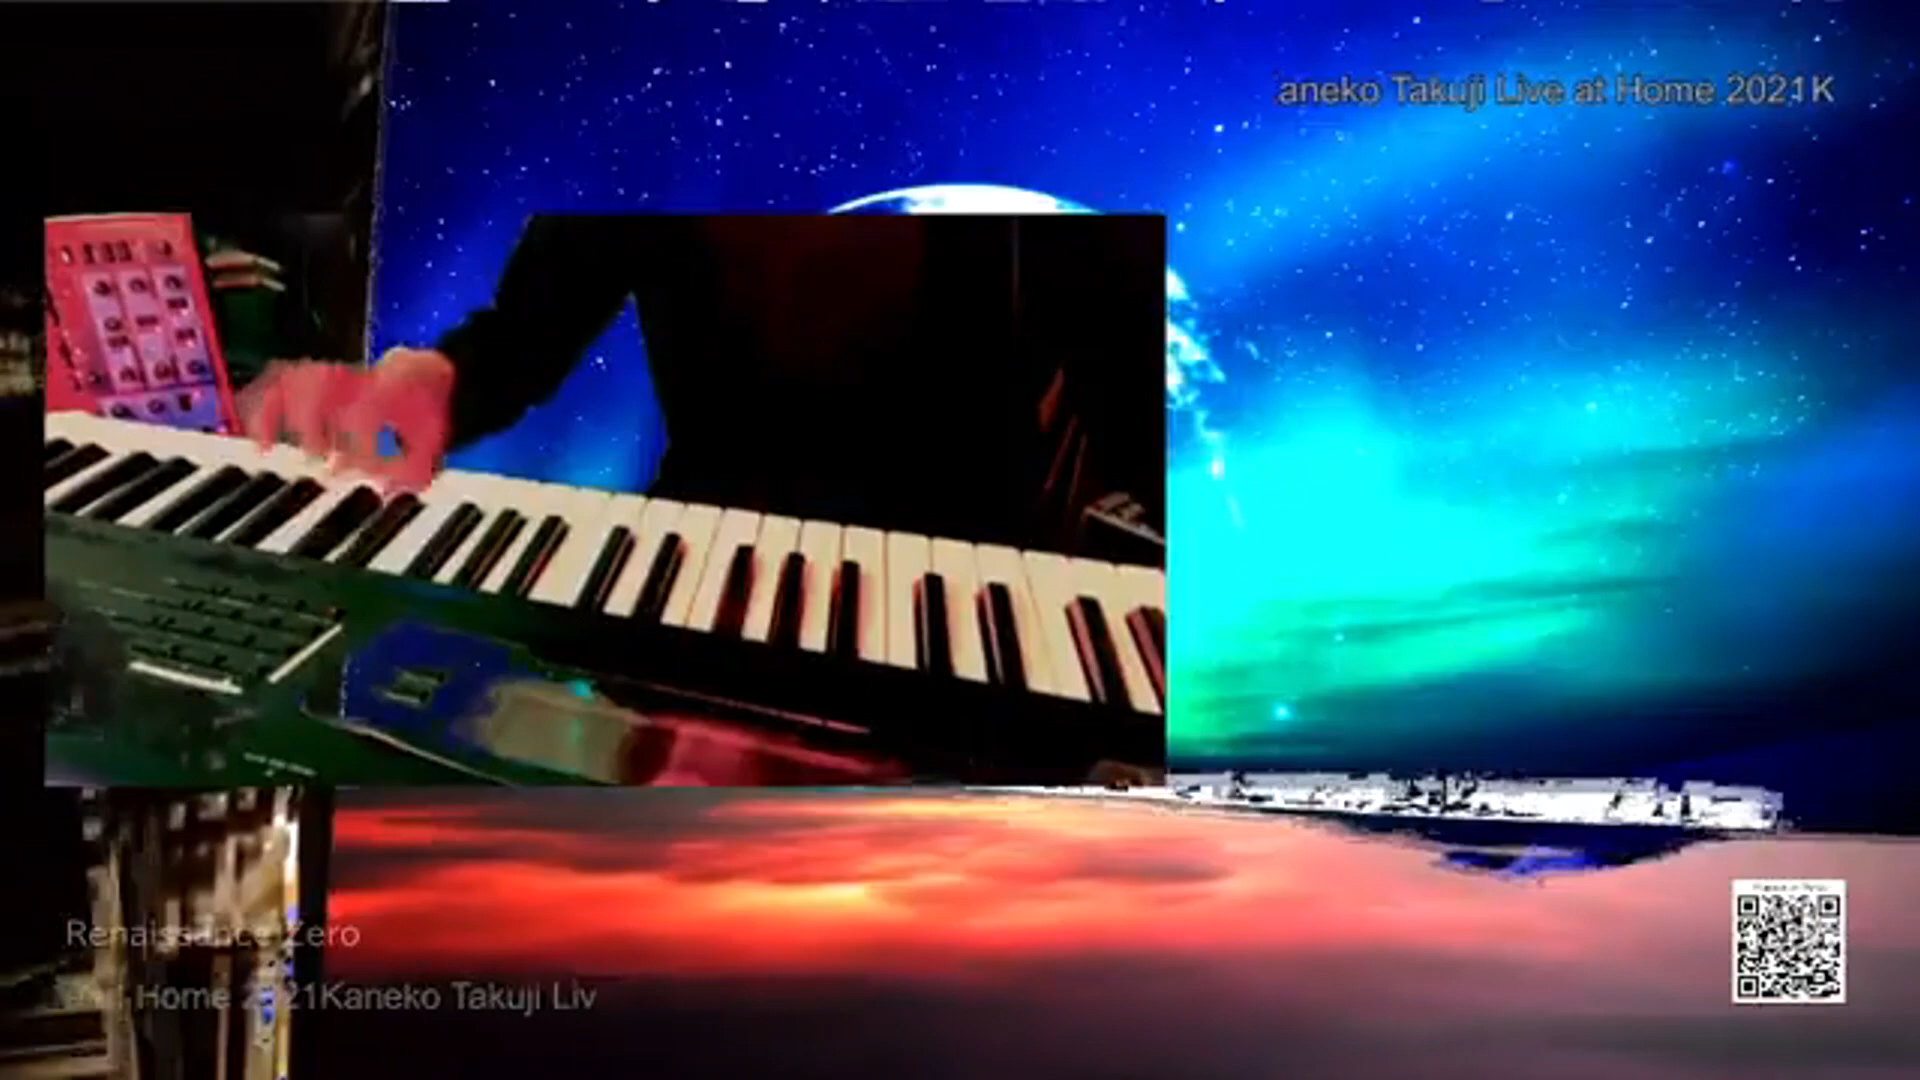 aneko Takuji Live at Home 2021K
Renaissance Zero
Home 2021Kaneko Takuji Liv